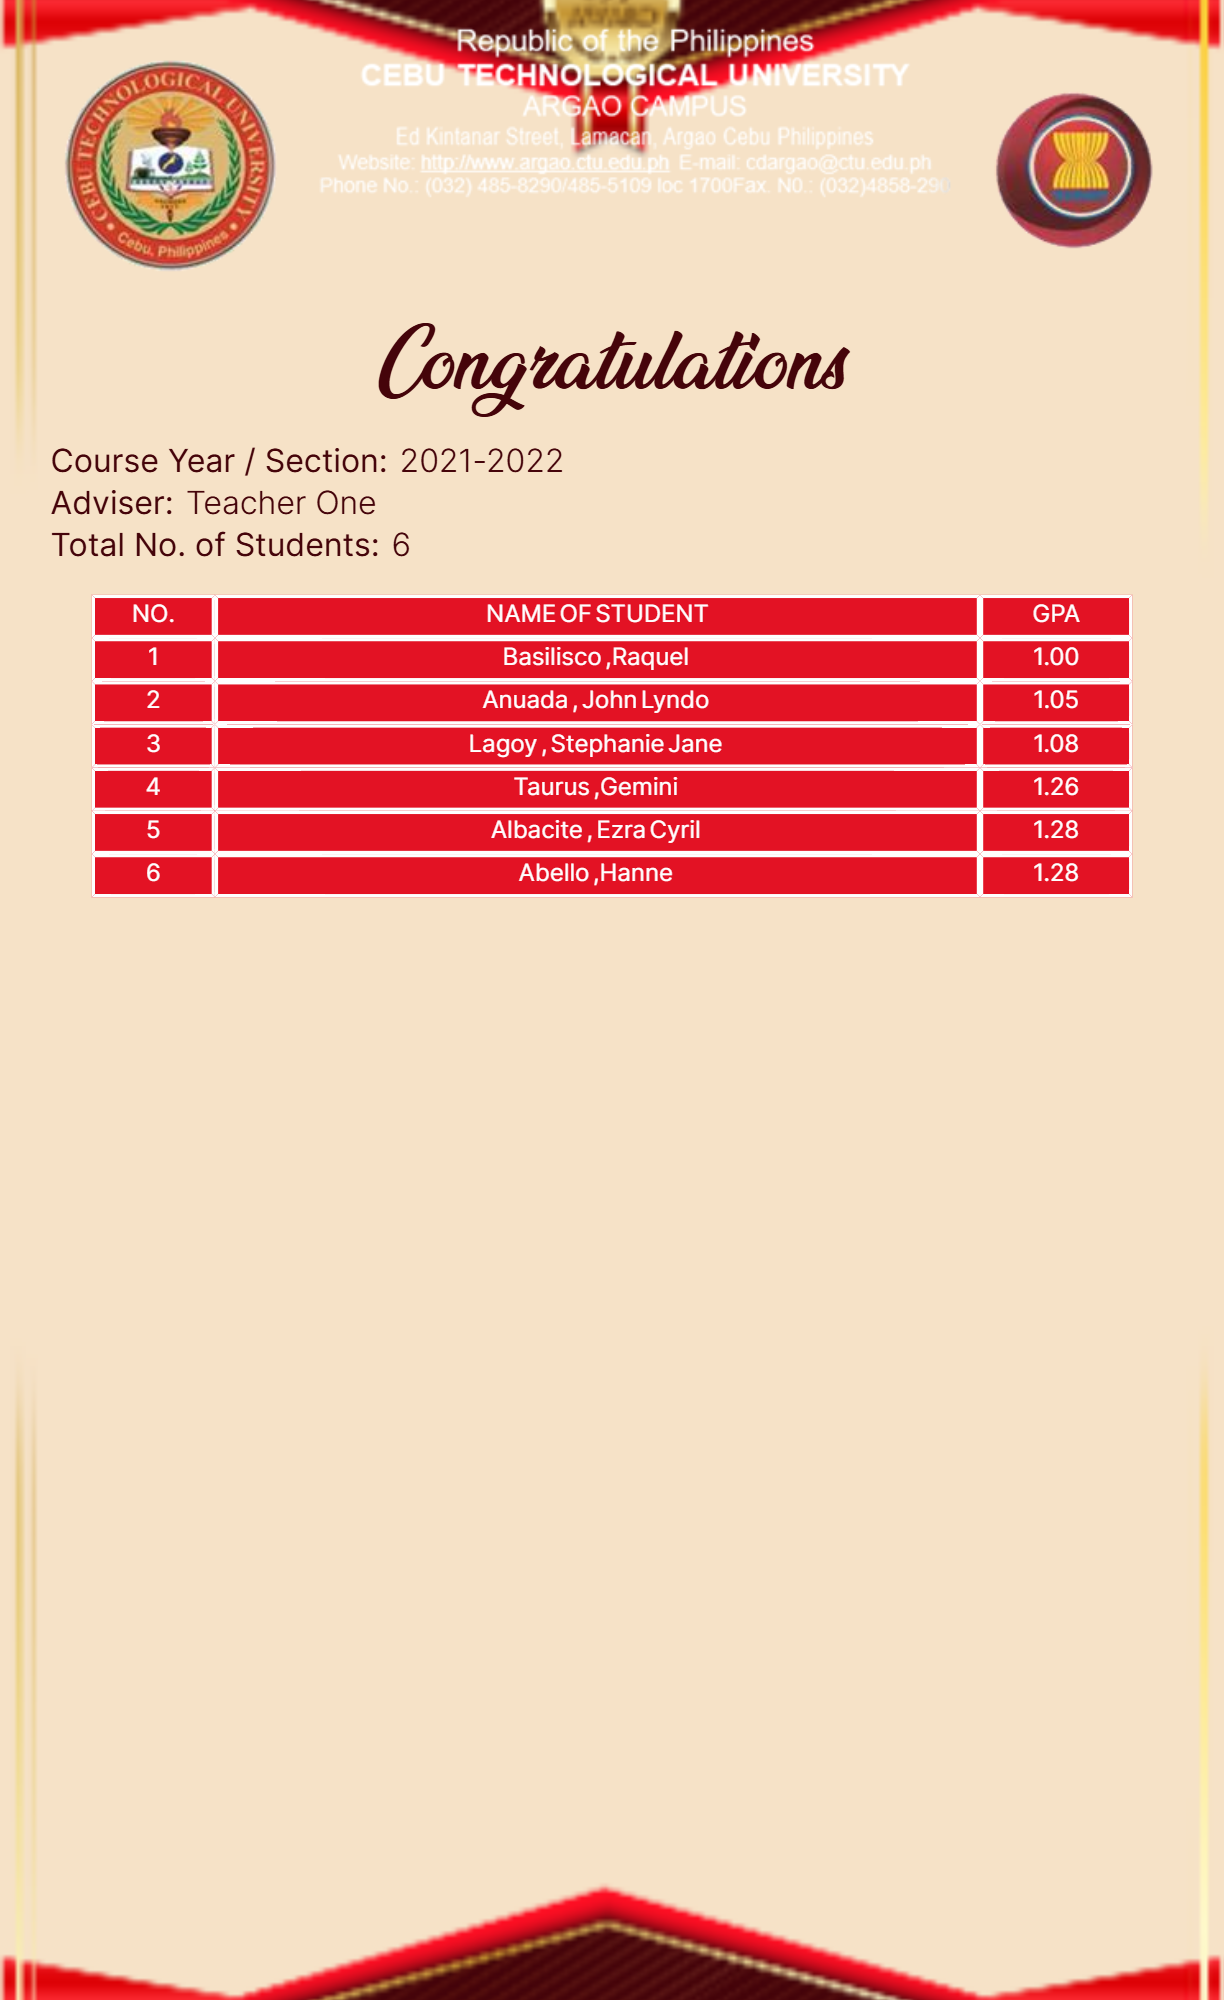 AWARD
Republic of the Philippines
CEBU TECHNOLOGICAL UNIVERSITY
ARGAO CAMPUS
Ed Kintanar Street, Lamacan, Argao Cebu Philippines
Website: http://www.argao.ctu.edu.ph E-mail: cdargao@ctu.edu.ph
Phone No.: (032) 485-8290/485-5109 loc 1700Fax. N0.: (032)4858-290
CEBU TECHNOLOGICAL UNIVERSITY
Cebu, Philippines
Congratulations
Course Year / Section: 2021-2022
Adviser: Teacher One
Total No. of Students: 6
NO. NAME OF STUDENT GPA
1 Basilisco ,Raquel 1.00
2 Anuada , John Lyndo 1.05
3 Lagoy , Stephanie Jane 1.08
4 Taurus ,Gemini 1.26
5 Albacite , Ezra Cyril 1.28
6 Abello ,Hanne 1.28